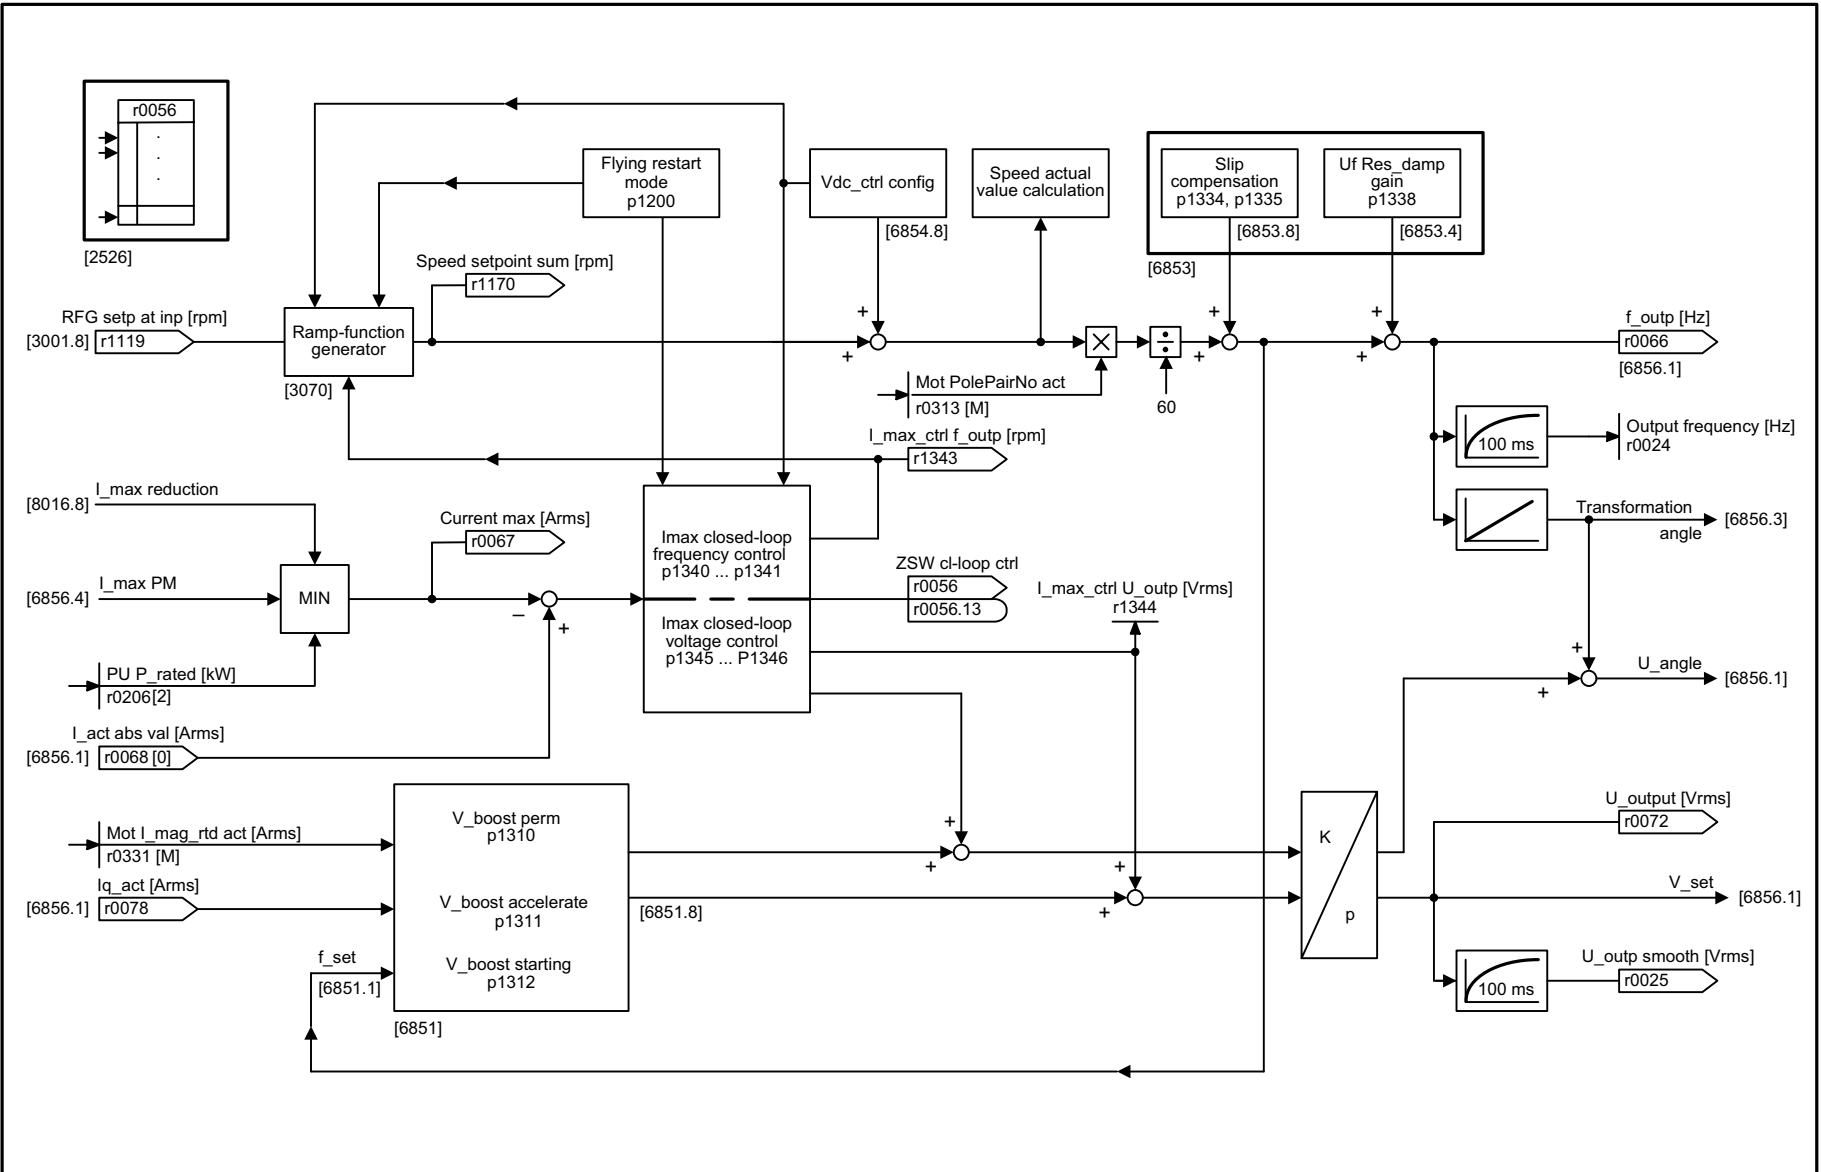 r0056
[2526]
Flying restart
mode
p1200
Vdc_ctrl config
[6854.8]
Speed actual
value calculation
Slip
compensation
p1334, p1335
[6853.8]
Uf Res_damp
gain
p1338
[6853.4]
[6853]
Speed setpoint sum [rpm]
r1170
RFG setp at inp [rpm]
[3001.8]
r1119
Ramp-function
generator
[3070]
+
+
Mot PolePairNo act
r0313 [M]
60
+
+
+
+
f_outp [Hz]
r0066
[6856.1]
100 ms
Output frequency [Hz]
r0024
Transformation
angle
[6856.3]
I_max_ctrl f_outp [rpm]
r1343
[8016.8]
I_max reduction
Current max [Arms]
r0067
[6856.4]
I_max PM
MIN
–
+
PU P_rated [kW]
r0206[2]
I_act abs val [Arms]
[6856.1]
r0068 [0]
Imax closed-loop
frequency control
p1340 ... p1341
Imax closed-loop
voltage control
p1345 ... P1346
ZSW cl-loop ctrl
r0056
r0056.13
I_max_ctrl U_outp [Vrms]
r1344
+
+
U_angle
[6856.1]
Mot I_mag_rtd act [Arms]
r0331 [M]
Iq_act [Arms]
[6856.1]
r0078
f_set
[6851.1]
V_boost perm
p1310
V_boost accelerate
p1311
V_boost starting
p1312
[6851]
[6851.8]
+
+
+
+
K
p
U_output [Vrms]
r0072
V_set
[6856.1]
100 ms
U_outp smooth [Vrms]
r0025